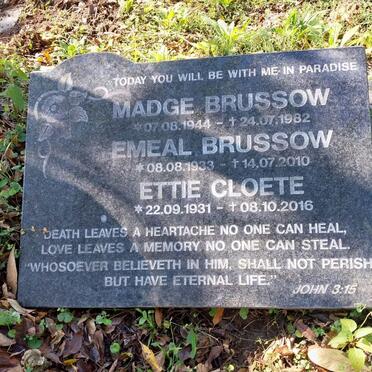 TODAY YOU WILL BE WITH ME IN PARADISE
MADGE BRUSSOW
*07.08.1944 - †24.07.1982
EMEAL BRUSSOW
*08.08.1933 - †14.07.2010
ETTIE CLOETE
*22.09.1931 - †08.10.2016
DEATH LEAVES A HEARTACHE NO ONE CAN HEAL,
LOVE LEAVES A MEMORY NO ONE CAN STEAL.
"WHOSOEVER BELIEVETH IN HIM, SHALL NOT PERISH
BUT HAVE ETERNAL LIFE."
JOHN 3:15